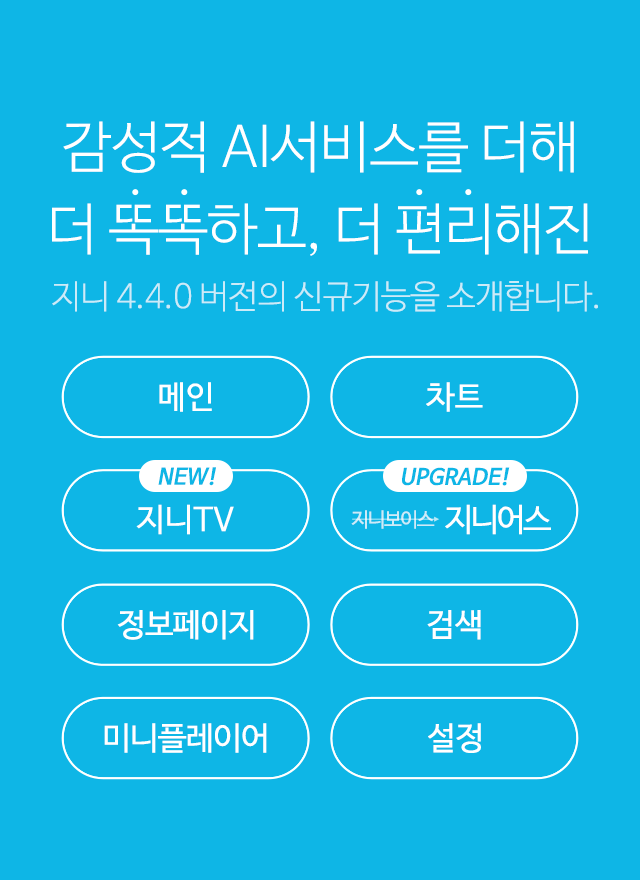 감성적 AI서비스를 더해
더 똑똑하고, 더 편리해진
지니 4.4.0 버전의 신규기능을 소개합니다.
메인
차트
NEW!
지니TV
UPGRADE!
지니보이스▸ 지니어스
정보페이지
검색
미니플레이어
설정